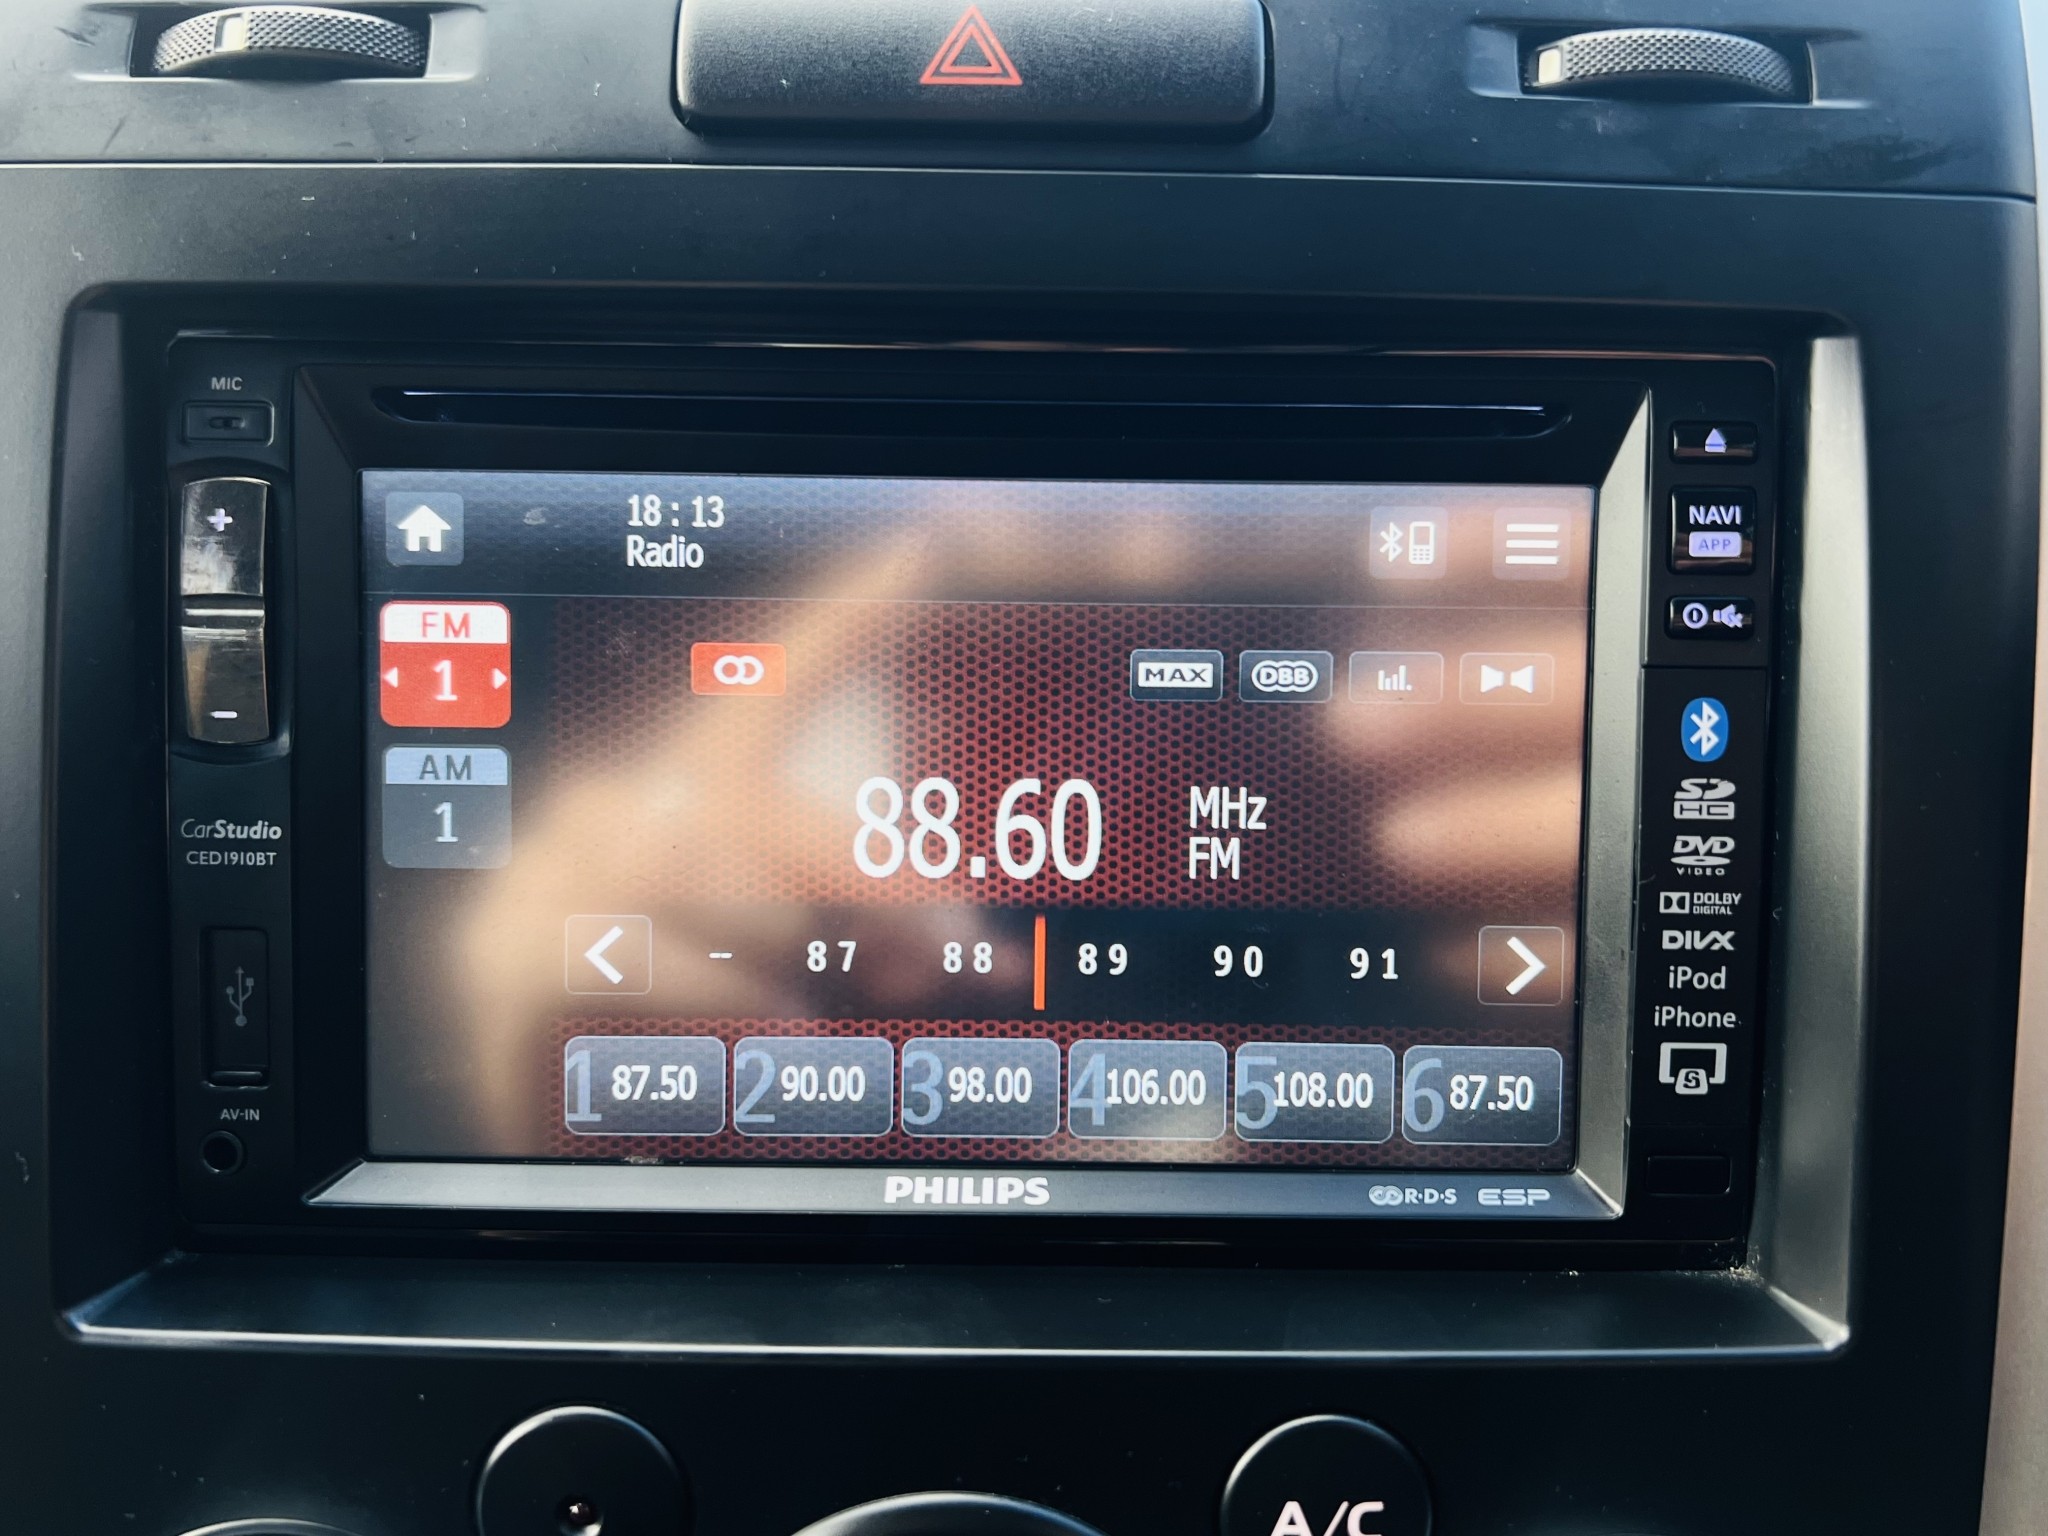 MIC
18 : 13
Radio
NAVI
APP
FM
1
MAX
DBB
AM
1
88.60
MHz
FM
CarStudio
CED1910BT
SD
HC
DVD
VIDEO
DOLBY
DIGITAL
DIVX
iPod
iPhone
-- 87 88 89 90 91
1 87.50
2 90.00
3 98.00
4 106.00
5 108.00
6 87.50
AV-IN
S
PHILIPS
R·D·S ESP
A/C